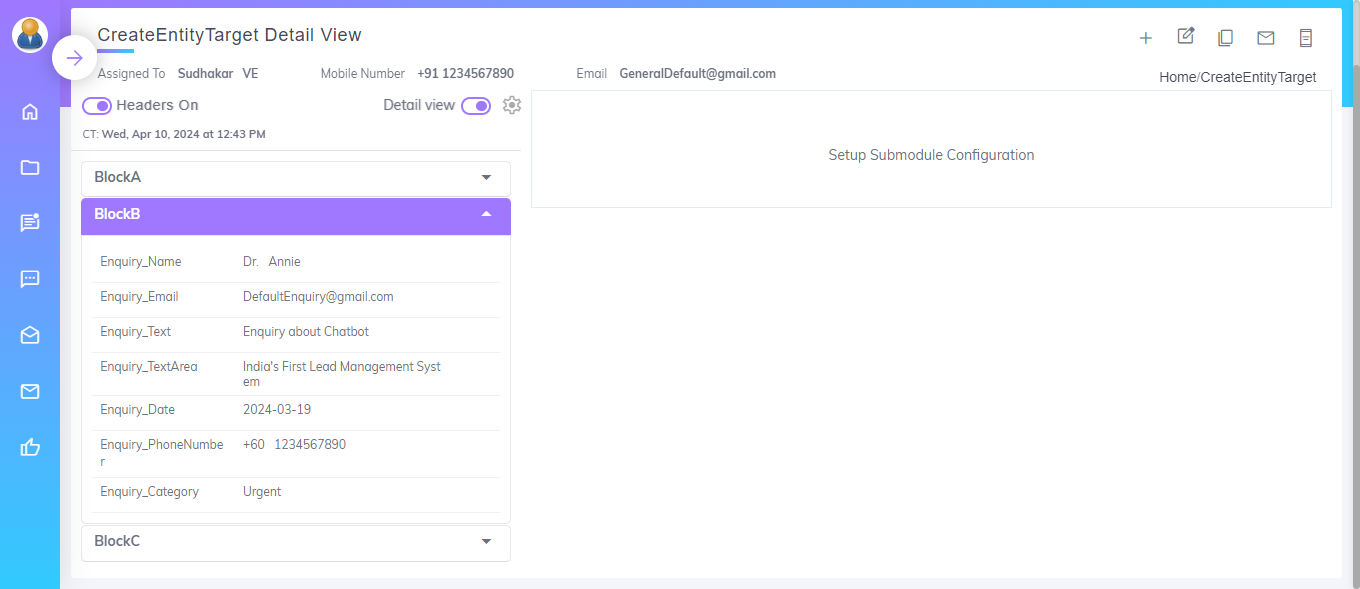 CreateEntityTarget Detail View
Assigned To Sudhakar VE Mobile Number +91 1234567890 Email GeneralDefault@gmail.com
Home/CreateEntityTarget
Headers On Detail view
CT: Wed, Apr 10, 2024 at 12:43 PM
Setup Submodule Configuration
BlockA
BlockB
Enquiry_Name Dr. Annie
Enquiry_Email DefaultEnquiry@gmail.com
Enquiry_Text Enquiry about Chatbot
Enquiry_TextArea India's First Lead Management Syst
em
Enquiry_Date 2024-03-19
Enquiry_PhoneNumbe +60 1234567890
r
Enquiry_Category Urgent
BlockC